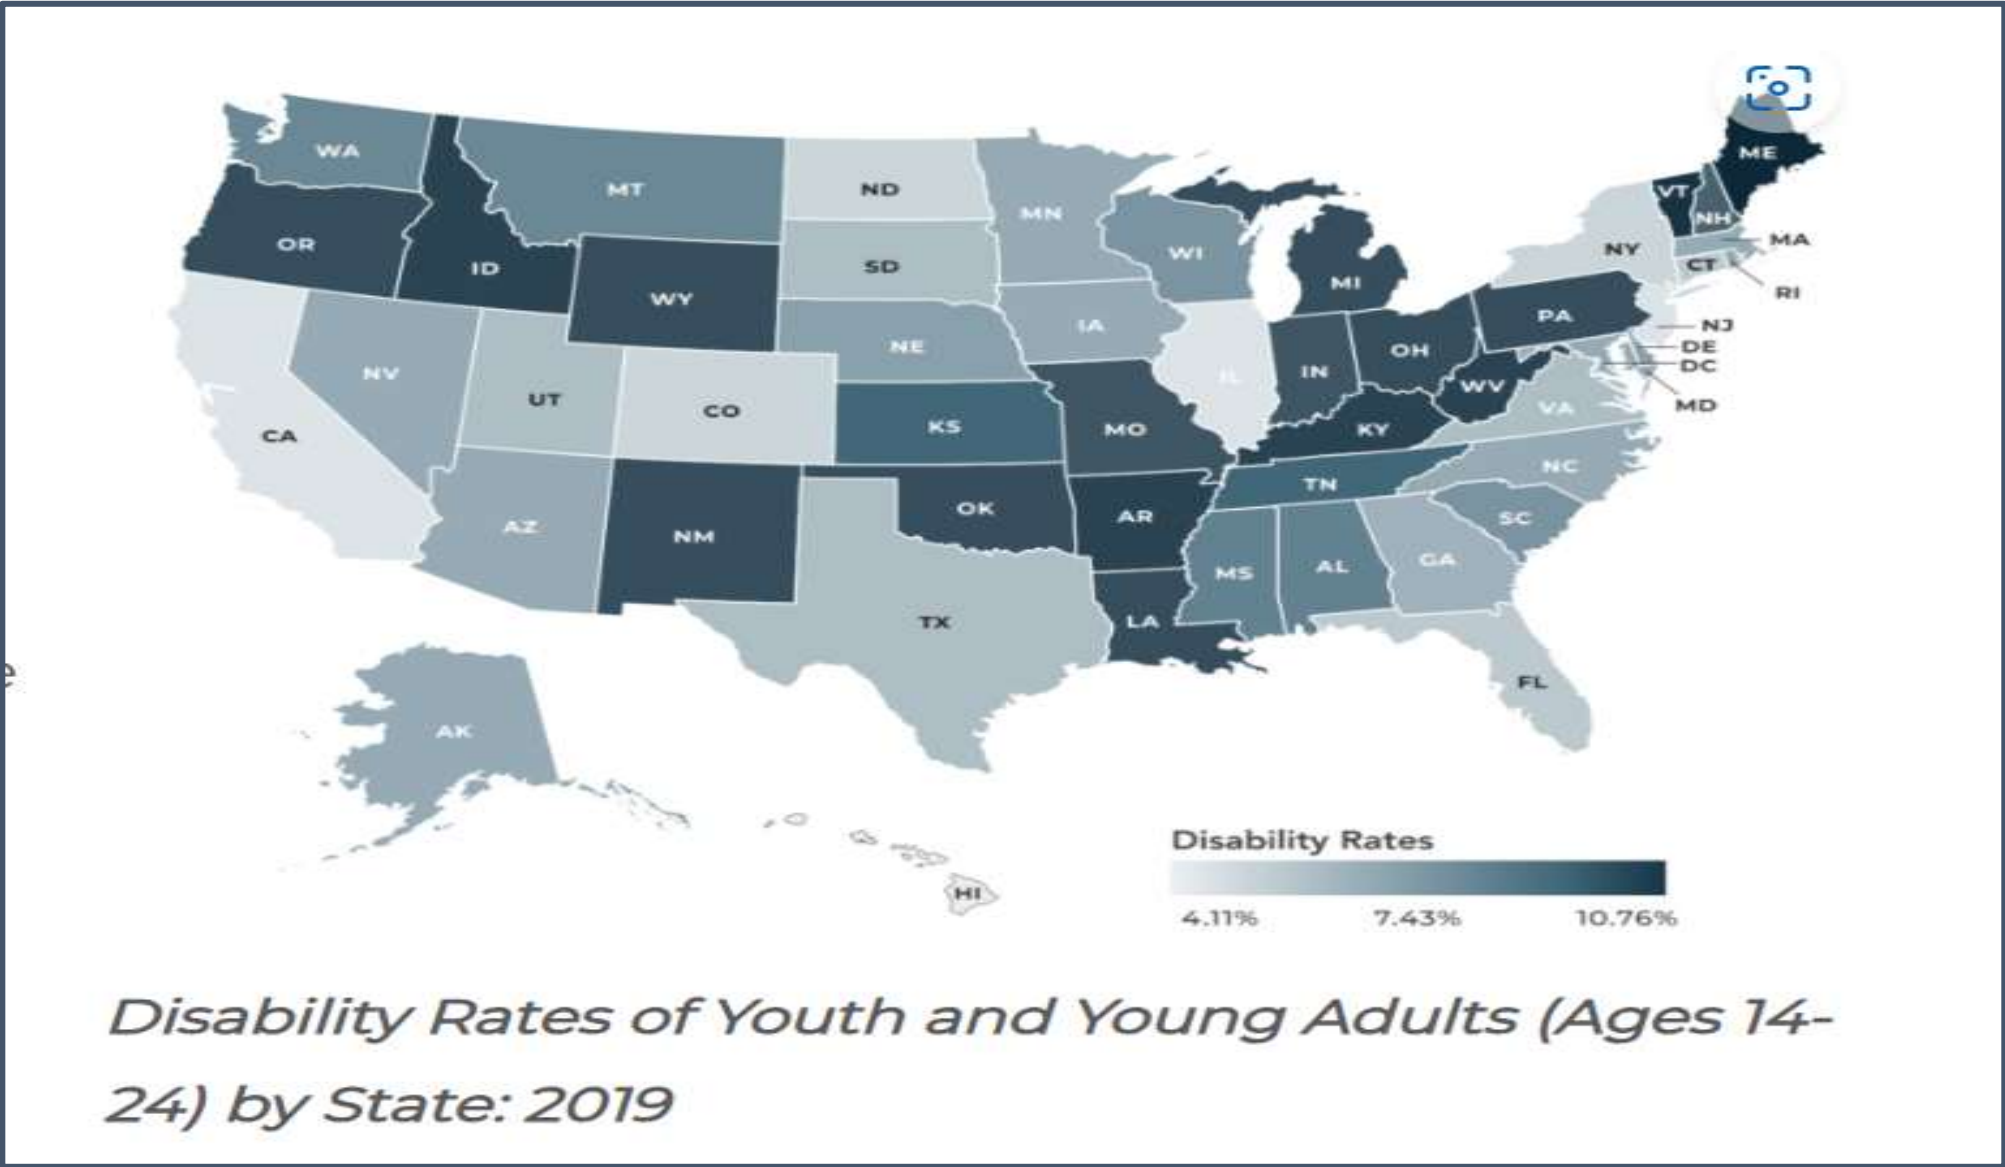 WA
MT
ND
MN
ME
VT
NH
OR
ID
SD
WI
NY
MA
CT
RI
WY
MI
PA
NJ
IA
NE
OH
DE
DC
NV
IN
IL
WV
UT
CO
MD
VA
KS
MO
KY
CA
NC
TN
AZ
NM
OK
AR
SC
MS
AL
GA
TX
LA
FL
e
AK
HI
Disability Rates
4.11% 7.43% 10.76%
Disability Rates of Youth and Young Adults (Ages 14-
24) by State: 2019